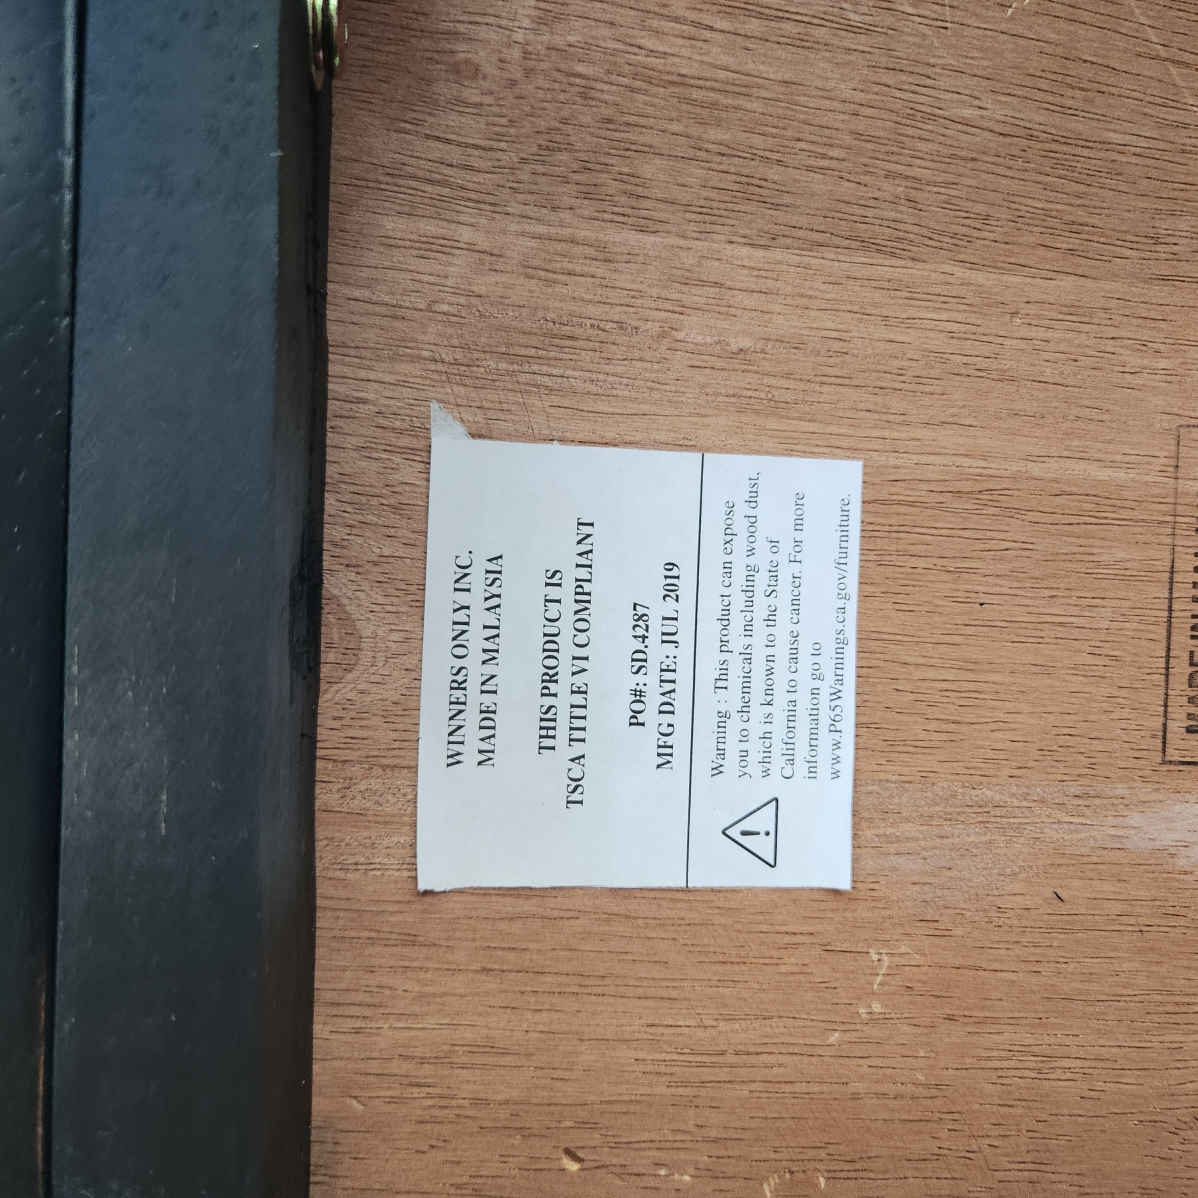 WINNERS ONLY INC.
MADE IN MALAYSIA
THIS PRODUCT IS
TSCA TITLE VI COMPLIANT
PO#: SD.4287
MFG DATE: JUL 2019
Warning : This product can expose
you to chemicals including wood dust,
which is known to the State of
California to cause cancer. For more
information go to
www.P65Warnings.ca.gov/furniture.